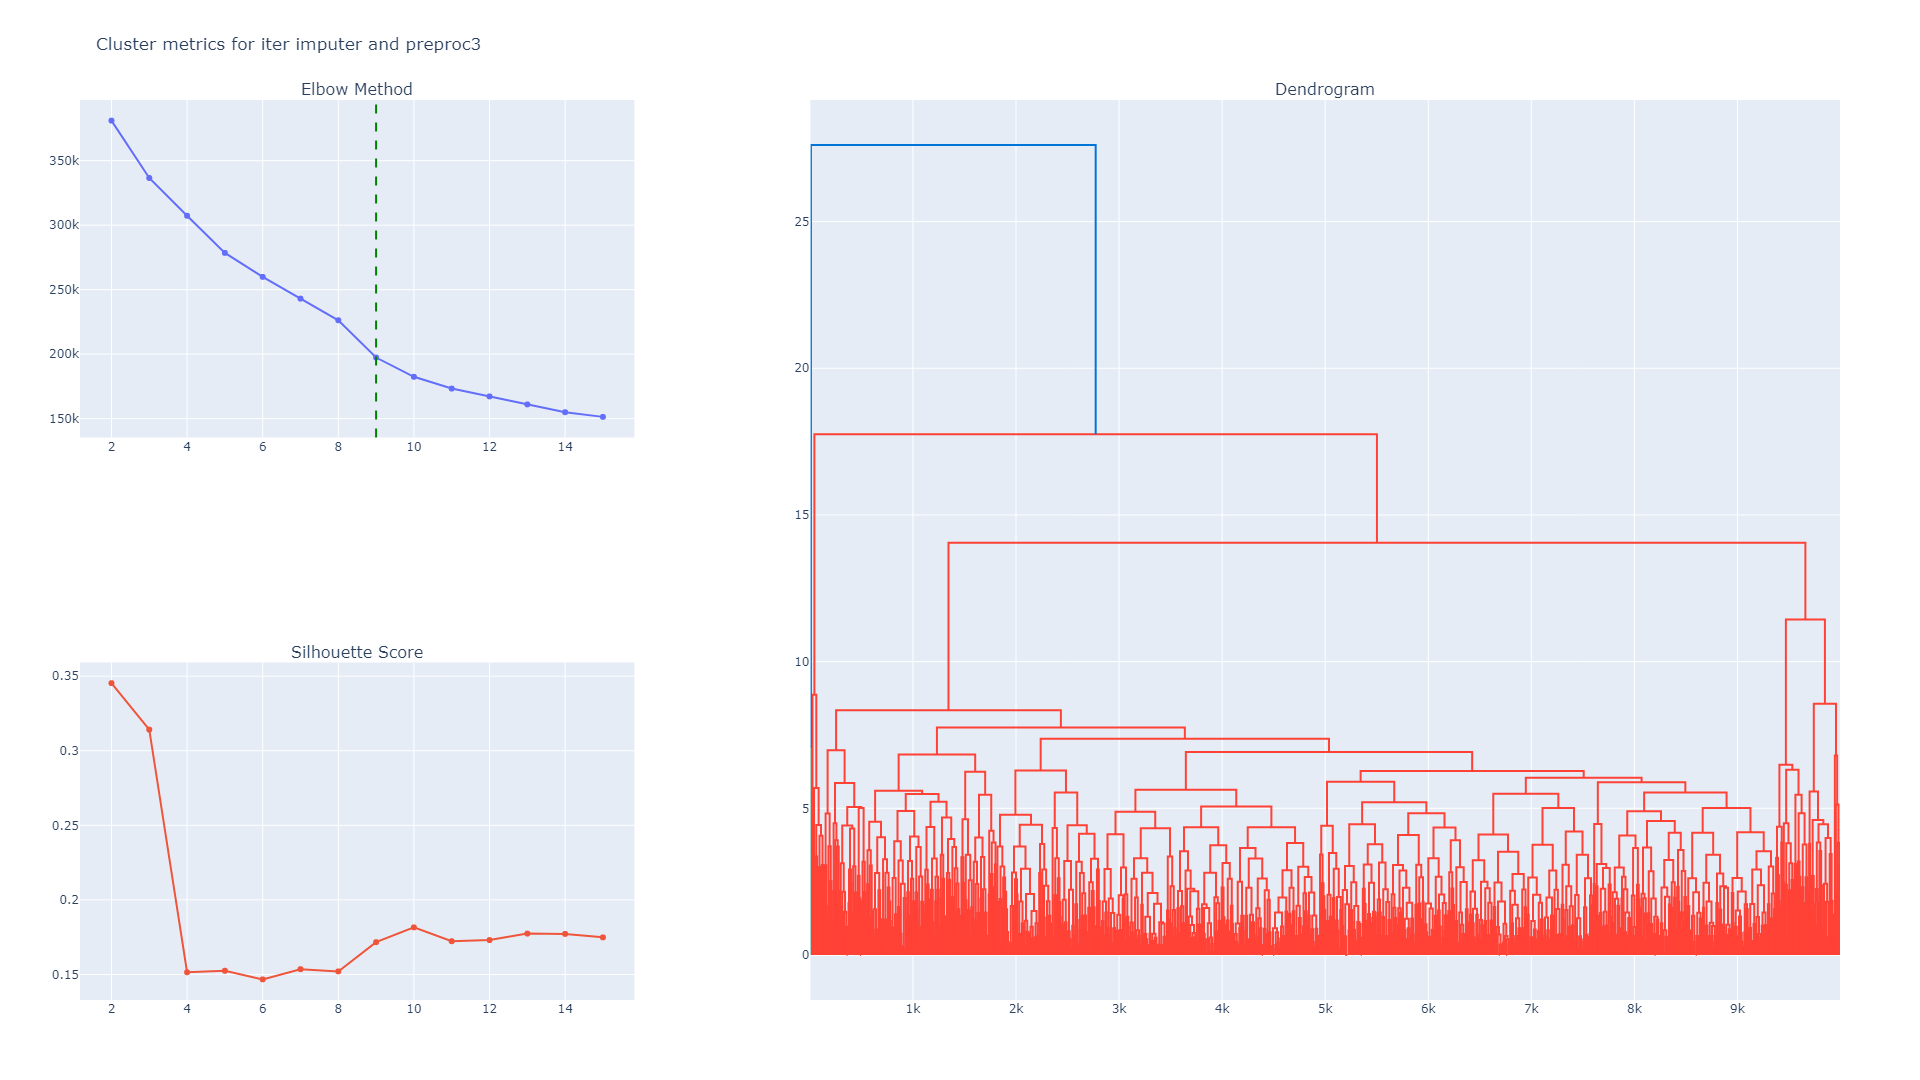 Cluster metrics for iter imputer and preproc3
Elbow Method
350k
300k
250k
200k
150k
2 4 6 8 10 12 14
Silhouette Score
0.35
0.3
0.25
0.2
0.15
2 4 6 8 10 12 14
Dendrogram
25
20
15
10
5
0
1k 2k 3k 4k 5k 6k 7k 8k 9k